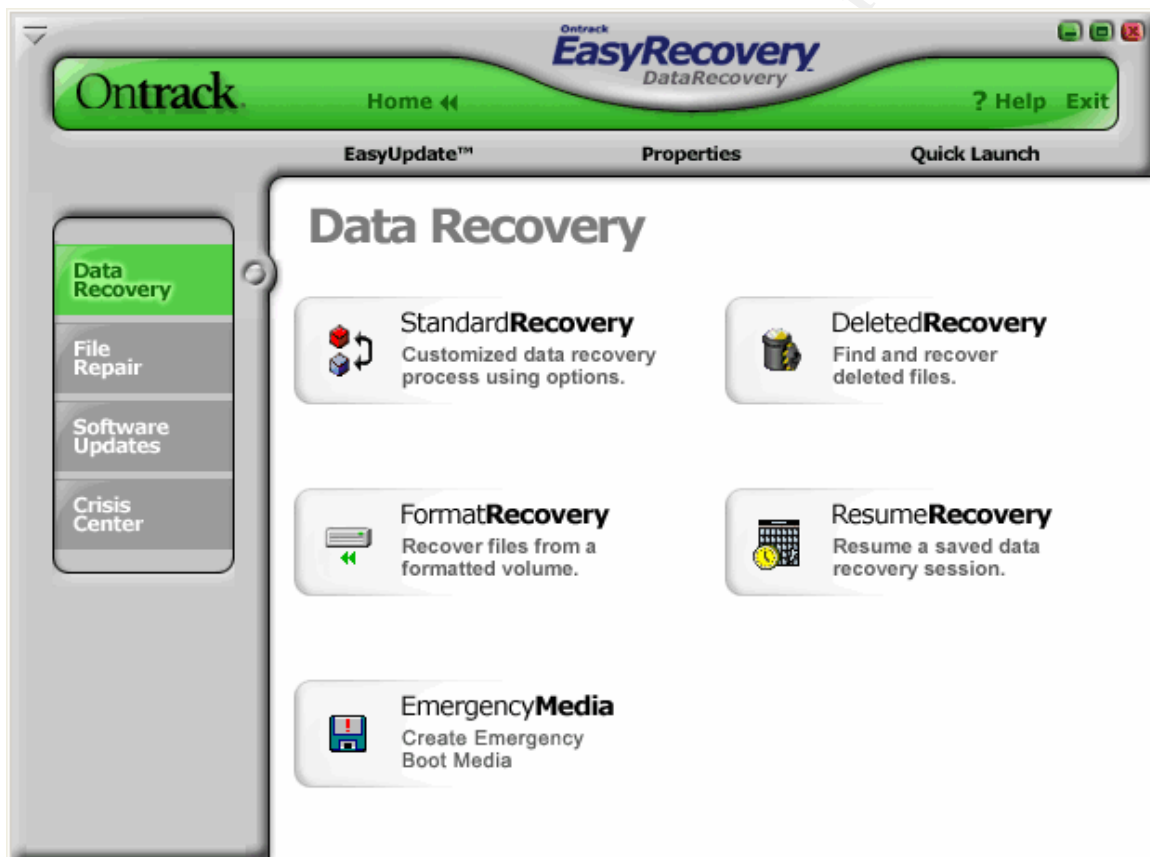 Ontrack
EasyRecovery
DataRecovery
Ontrack
Home
? Help
Exit
EasyUpdate™
Properties
Quick Launch
Data
Recovery
File
Repair
Software
Updates
Crisis
Center
Data Recovery
StandardRecovery
Customized data recovery
process using options.
DeletedRecovery
Find and recover
deleted files.
FormatRecovery
Recover files from a
formatted volume.
ResumeRecovery
Resume a saved data
recovery session.
EmergencyMedia
Create Emergency
Boot Media